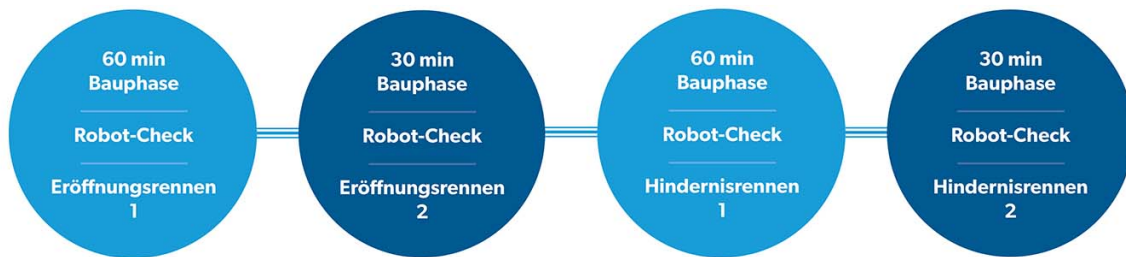 60 min
Bauphase
Robot-Check
Eröffnungsrennen
1
30 min
Bauphase
Robot-Check
Eröffnungsrennen
2
60 min
Bauphase
Robot-Check
Hindernisrennen
1
30 min
Bauphase
Robot-Check
Hindernisrennen
2